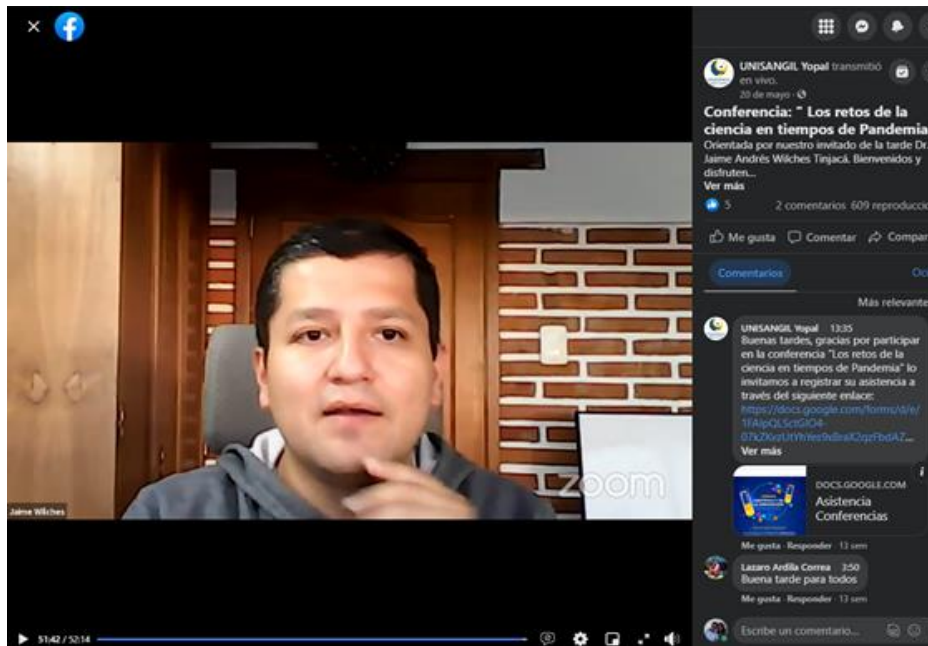 UNISANGIL Yopal transmitió
en vivo.
20 de mayo
Conferencia: " Los retos de la
ciencia en tiempos de Pandemia
Orientada por nuestro invitado de la tarde Dr.
Jaime Andrés Wilches Tinjacá. Bienvenidos y
disfruten...
Ver más
5 2 comentarios 609 reproduccio
Me gusta Comentar Compar
Comentarios
Más relevante
UNISANGIL Yopal 13:35
Buenas tardes, gracias por participar
en la conferencia "Los retos de la
ciencia en tiempos de Pandemia" lo
invitamos a registrar su asistencia a
través del siguiente enlace:
https://docs.google.com/forms/d/e/
Ver más
DOCS.GOOGLE.COM
Asistencia
Conferencias
Me gusta · Responder · 13 sem
Lazaro Ardila Correa 3:50
Buena tarde para todos
Me gusta · Responder · 13 sem
Escribe un comentario...
zoom
Jaime Wilches
51:42 / 52:14